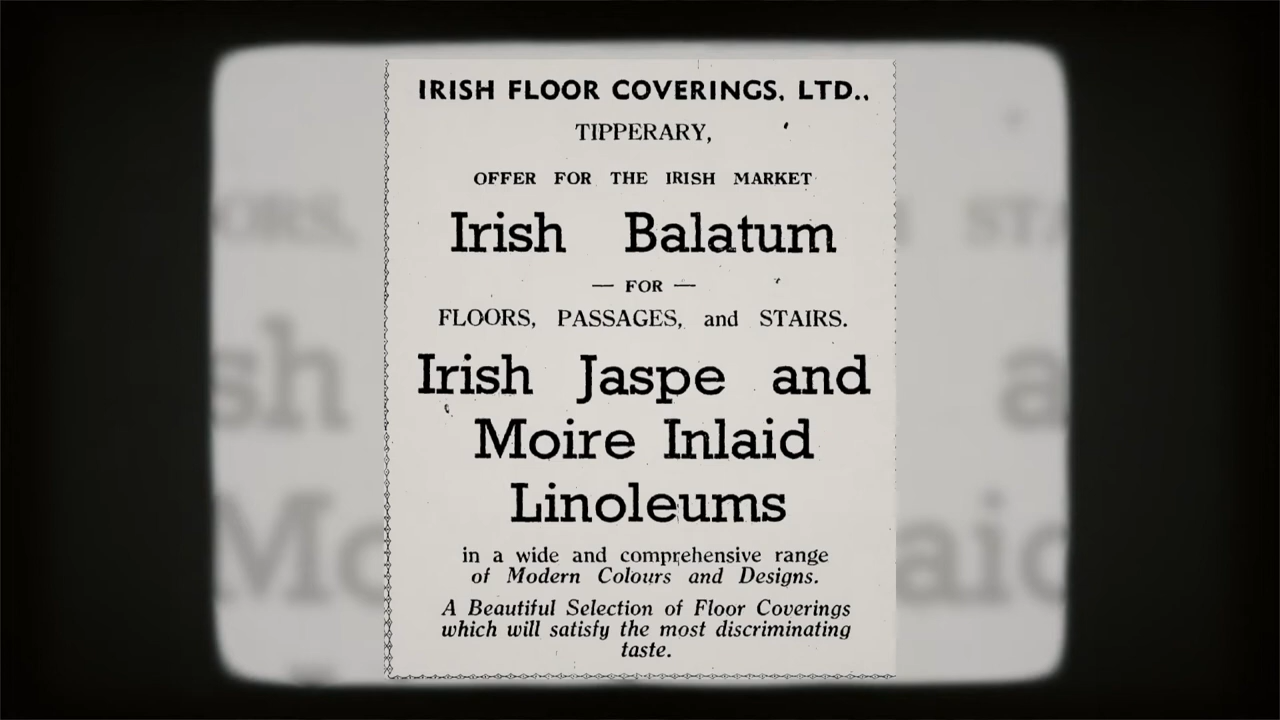 IRISH FLOOR COVERINGS, LTD.,
TIPPERARY,
OFFER FOR THE IRISH MARKET
Irish Balatum
— FOR —
FLOORS, PASSAGES, and STAIRS.
Irish Jaspe and
Moire Inlaid
Linoleums
in a wide and comprehensive range
of Modern Colours and Designs.
A Beautiful Selection of Floor Coverings
which will satisfy the most discriminating
taste.